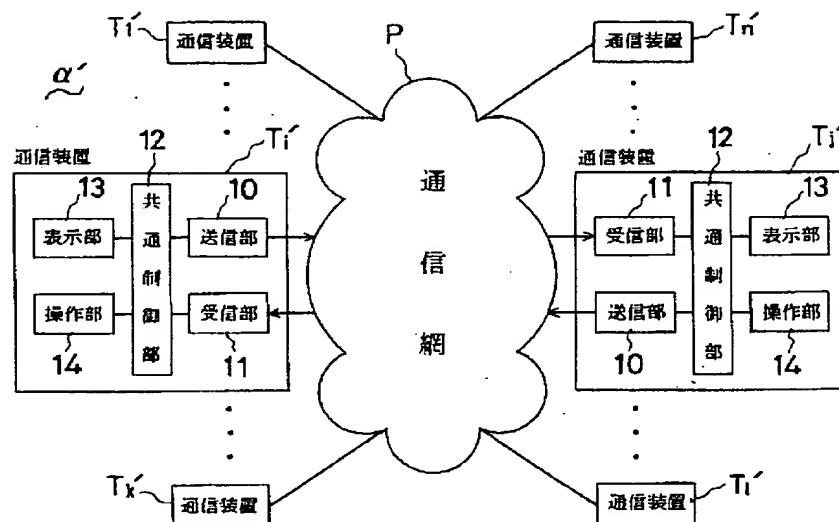 T1′
通信装置
P
通信装置
Tn′
α′
通信装置
Ti′
12
共通制御部
13
表示部
10
送信部
操作部
14
受信部
11
通信網
通信装置
Tj′
12
共通制御部
11
受信部
13
表示部
送信部
10
操作部
14
Tk′
通信装置
通信装置
Tl′